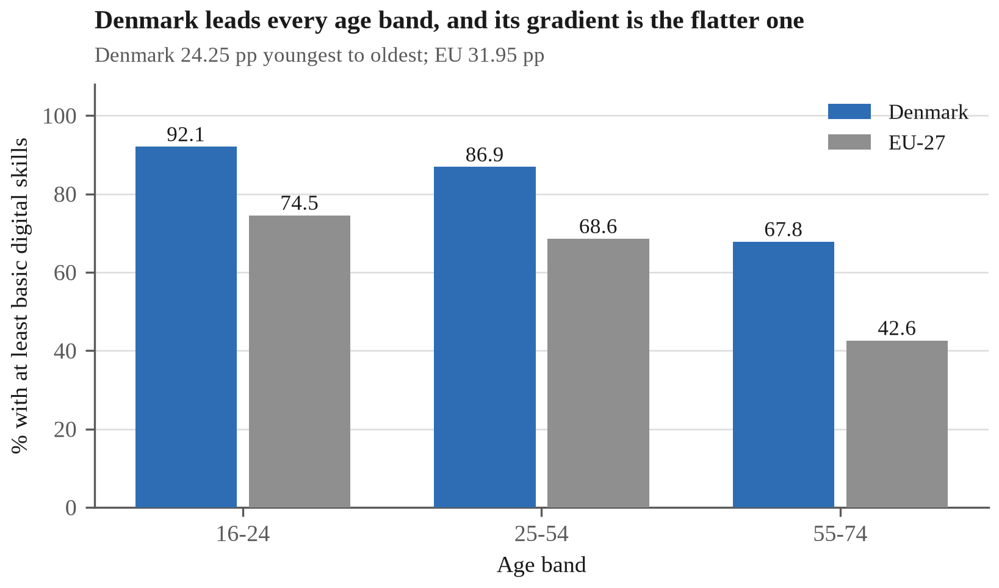 Denmark leads every age band, and its gradient is the flatter one
Denmark 24.25 pp youngest to oldest; EU 31.95 pp
% with at least basic digital skills
100
80
60
40
20
0
92.1
74.5
86.9
68.6
67.8
42.6
Denmark
EU-27
16-24
25-54
55-74
Age band